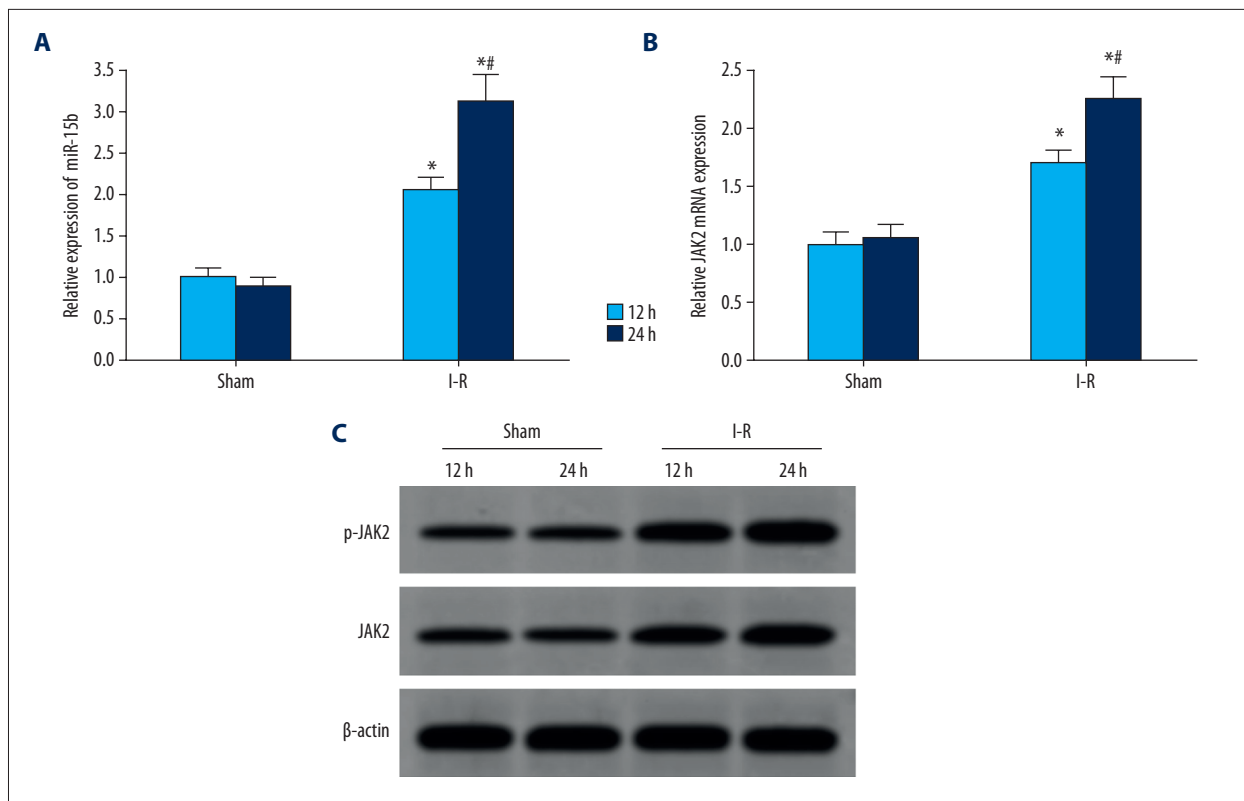 A
Relative expression of miR-15b
3.5
3.0
2.5
2.0
1.5
1.0
0.5
0.0
*
*#
Sham
I-R
12 h
24 h
B
Relative JAK2 mRNA expression
2.5
2.0
1.5
1.0
0.5
0.0
*
*#
Sham
I-R
C
Sham
I-R
12 h
24 h
12 h
24 h
p-JAK2
JAK2
β-actin